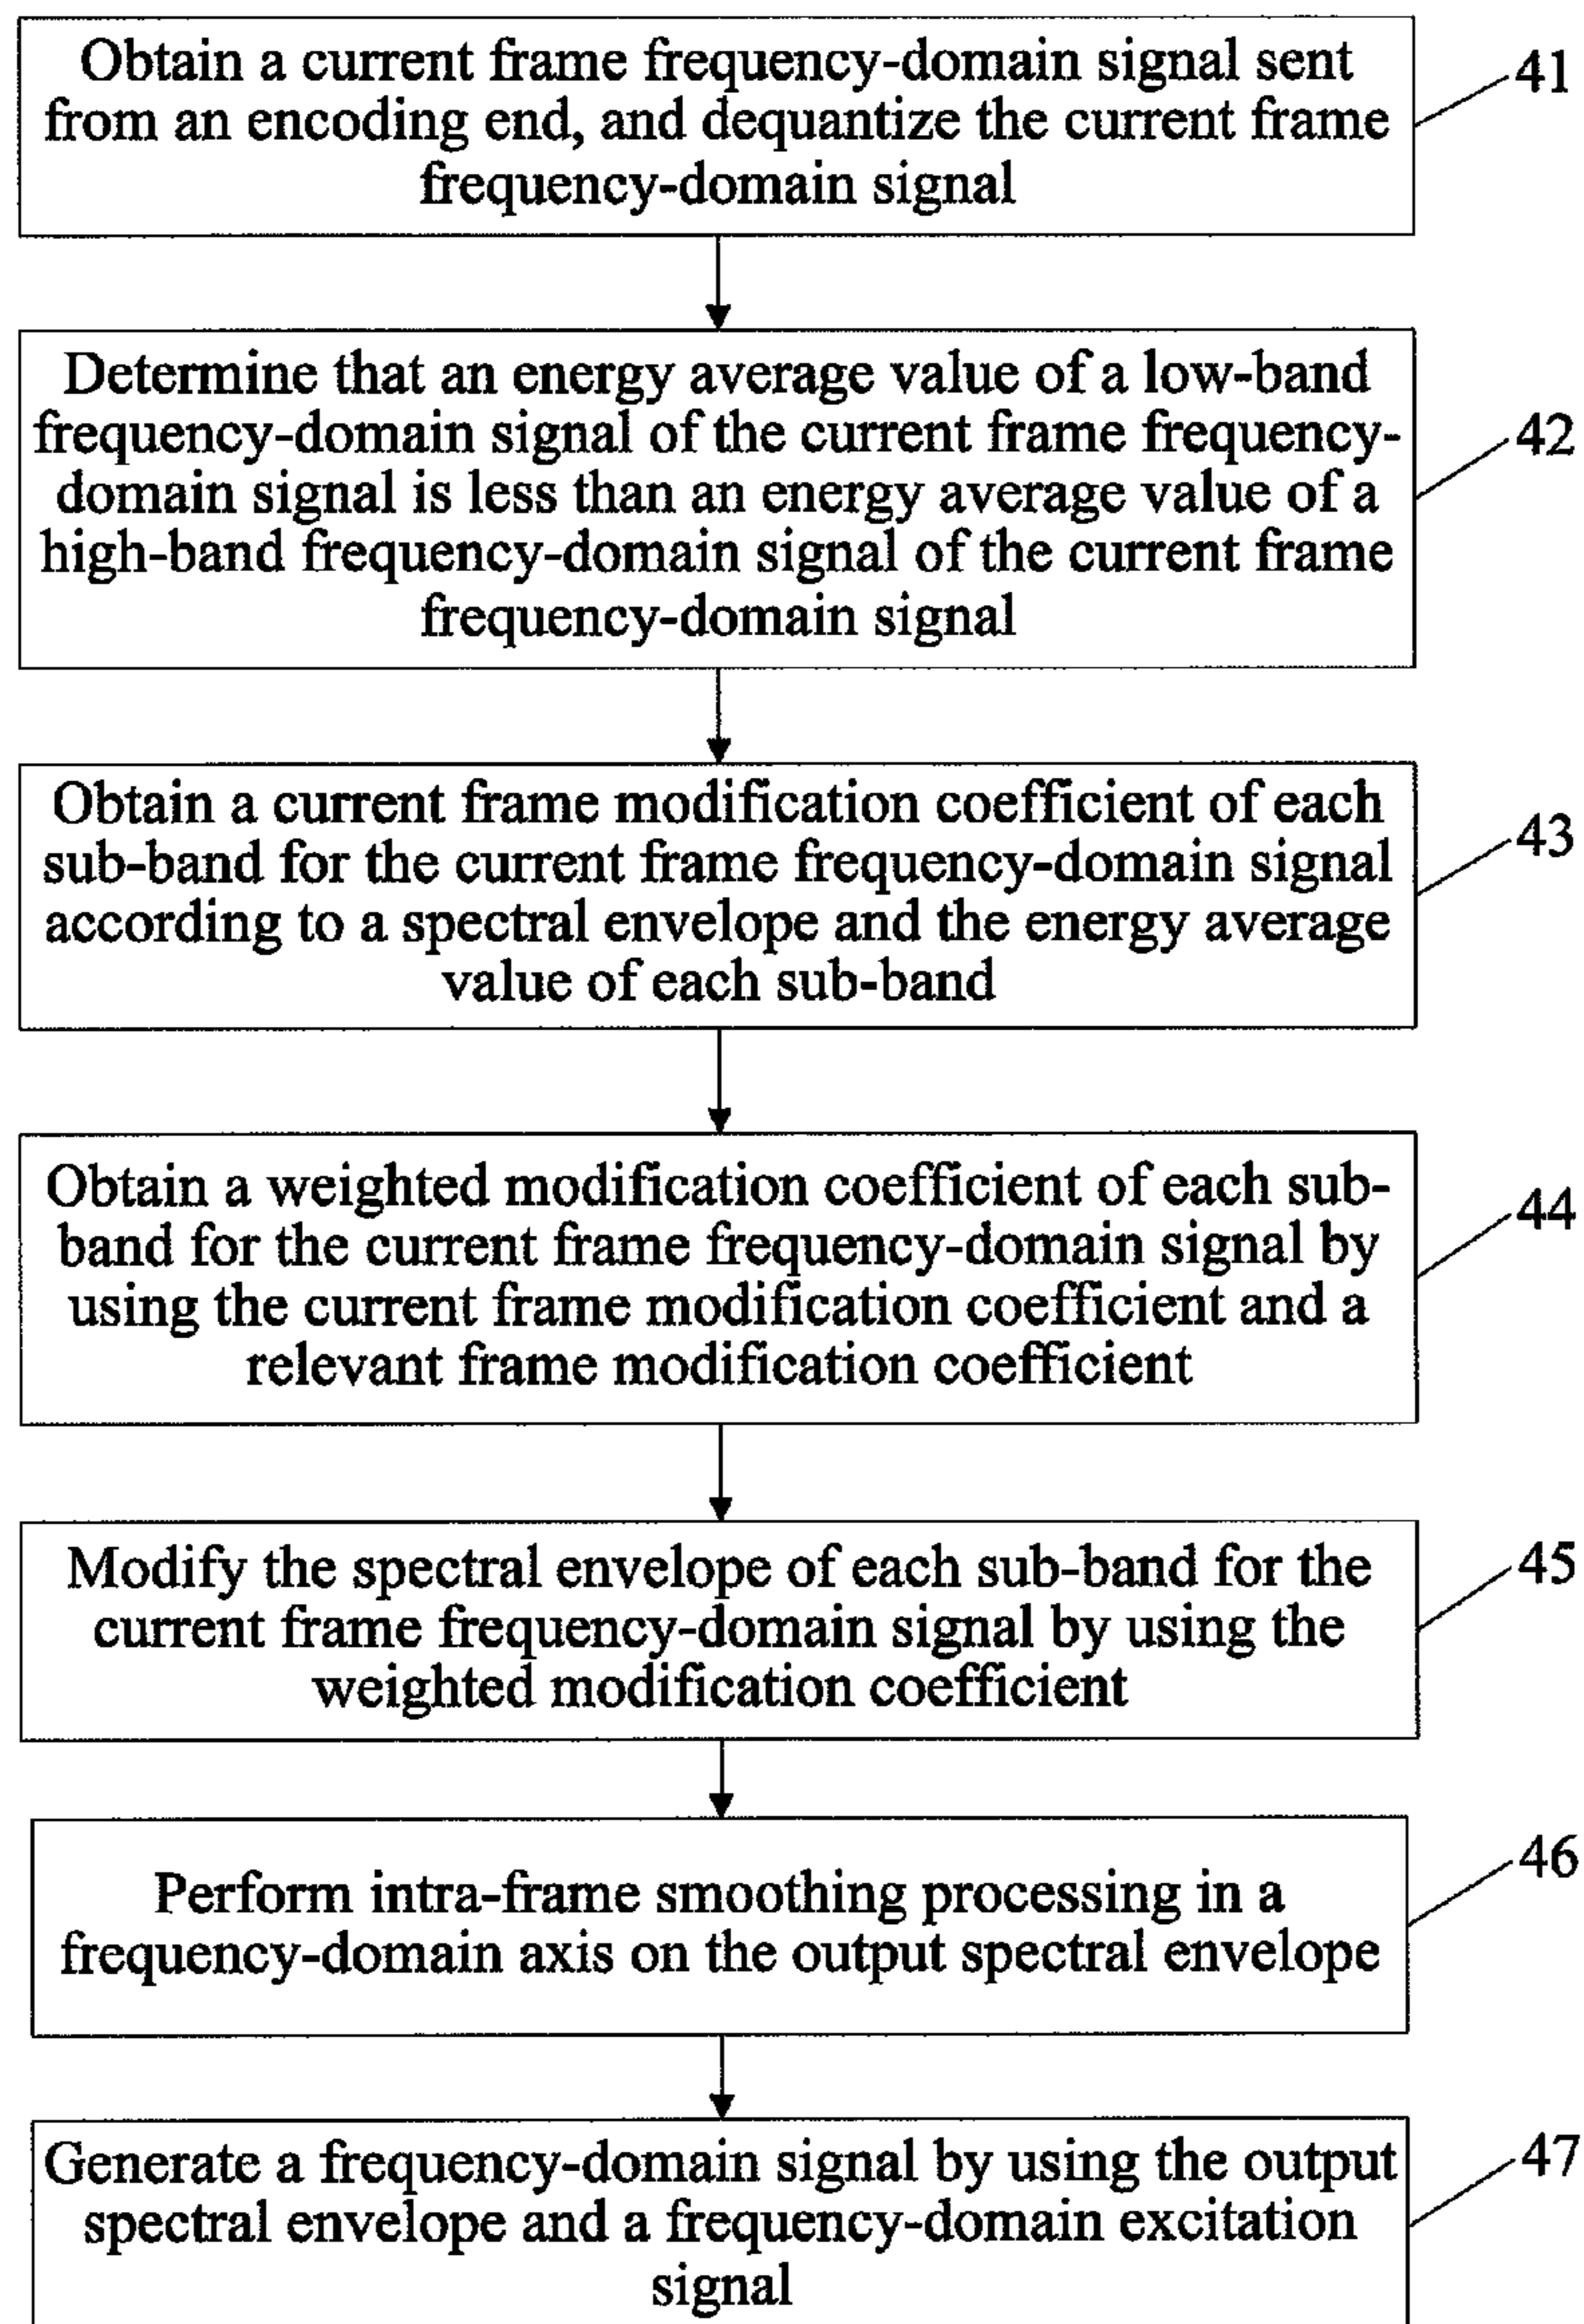 Obtain a current frame frequency-domain signal sent
from an encoding end, and dequantize the current frame
frequency-domain signal
41
Determine that an energy average value of a low-band
frequency-domain signal of the current frame frequency-
domain signal is less than an energy average value of a
high-band frequency-domain signal of the current frame
frequency-domain signal
42
Obtain a current frame modification coefficient of each
sub-band for the current frame frequency-domain signal
according to a spectral envelope and the energy average
value of each sub-band
43
Obtain a weighted modification coefficient of each sub-
band for the current frame frequency-domain signal by
using the current frame modification coefficient and a
relevant frame modification coefficient
44
Modify the spectral envelope of each sub-band for the
current frame frequency-domain signal by using the
weighted modification coefficient
45
Perform intra-frame smoothing processing in a
frequency-domain axis on the output spectral envelope
46
Generate a frequency-domain signal by using the output
spectral envelope and a frequency-domain excitation
signal
47